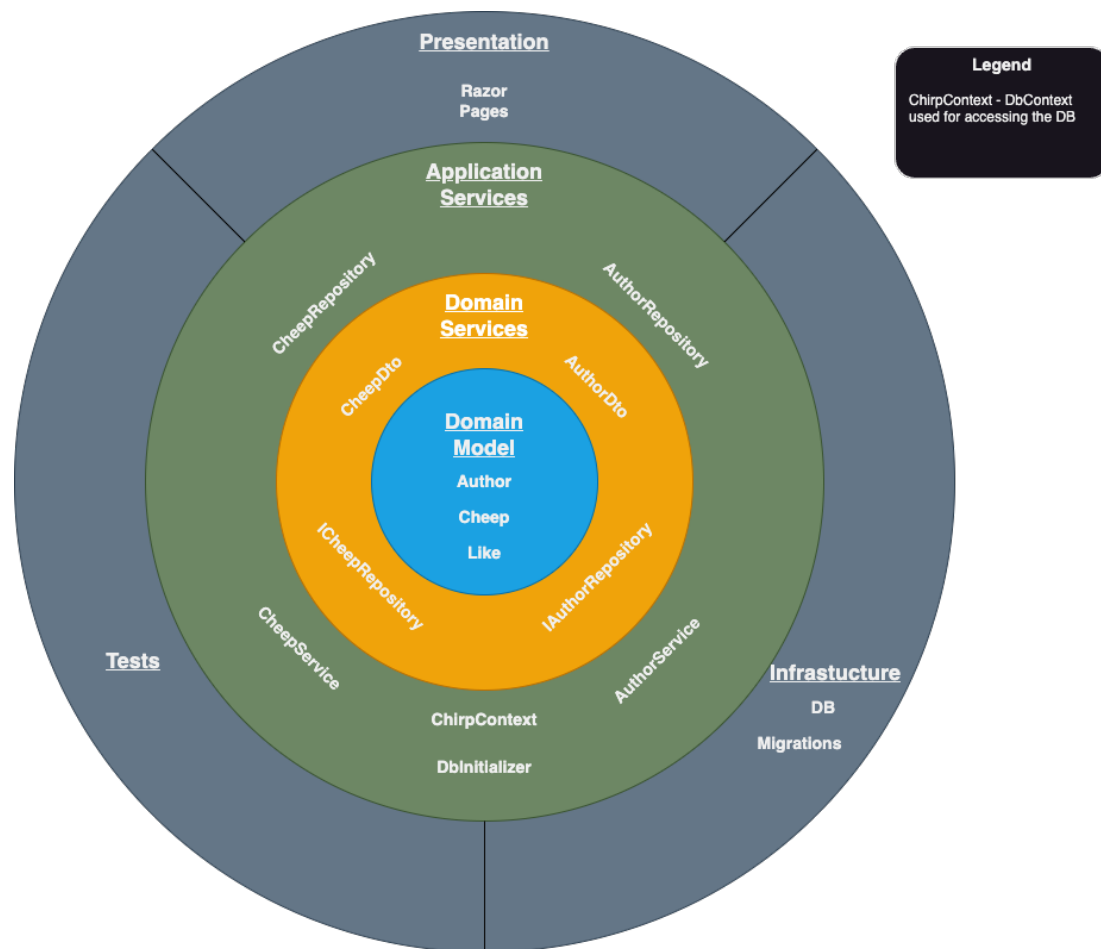 Presentation
Razor
Pages
Legend
ChirpContext - DbContext
used for accessing the DB
Application
Services
CheepRepository
AuthorRepository
Domain
Services
CheepDto
AuthorDto
Domain
Model
Author
Cheep
Like
ICheepRepository
IAuthorRepository
CheepService
AuthorService
Tests
Infrastucture
DB
Migrations
ChirpContext
DbInitializer